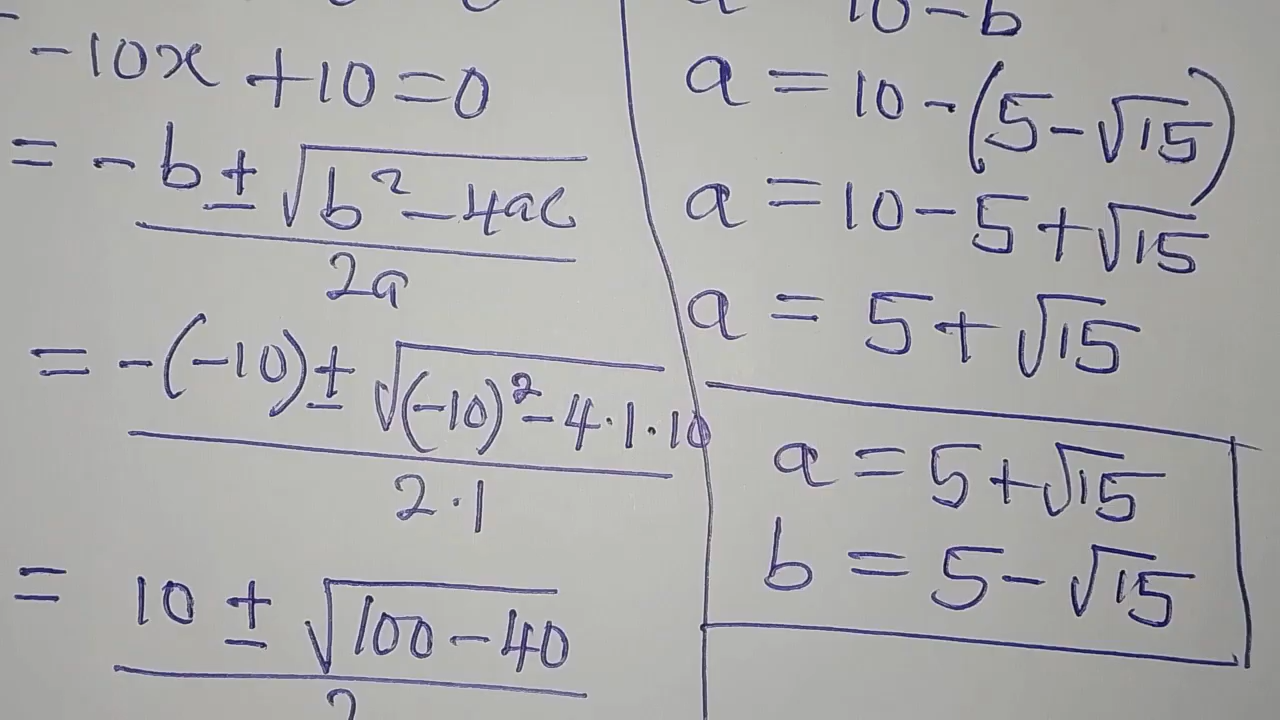 -10x + 10 = 0
= -b ± √(b² - 4ac)
2a
= -(-10) ± √((-10)² - 4·1·10)
2·1
= 10 ± √(100 - 40)
2
10 - b
a = 10 - (5 - √15)
a = 10 - 5 + √15
a = 5 + √15
a = 5 + √15
b = 5 - √15